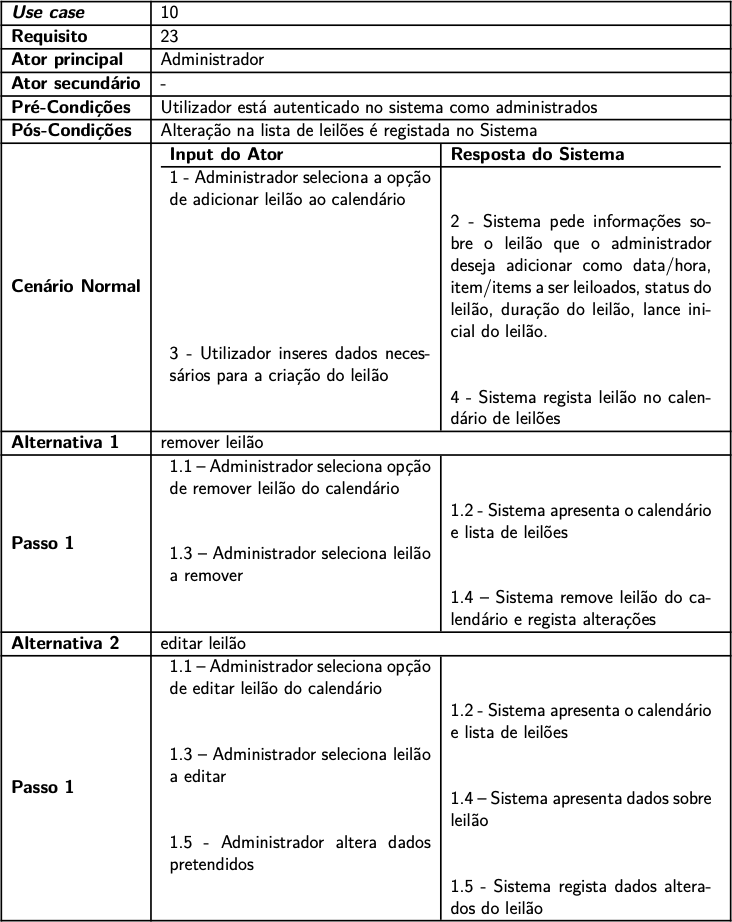 Use case 10
Requisito 23
Ator principal Administrador
Ator secundário -
Pré-Condições Utilizador está autenticado no sistema como administrados
Pós-Condições Alteração na lista de leilões é registada no Sistema
Input do Ator Resposta do Sistema
Cenário Normal
1 - Administrador seleciona a opção
de adicionar leilão ao calendário
2 - Sistema pede informações so-
bre o leilão que o administrador
deseja adicionar como data/hora,
item/items a ser leiloados, status do
leilão, duração do leilão, lance ini-
cial do leilão.
3 - Utilizador inseres dados neces-
sários para a criação do leilão
4 - Sistema regista leilão no calen-
dário de leilões
Alternativa 1 remover leilão
Passo 1
1.1 – Administrador seleciona opção
de remover leilão do calendário
1.2 - Sistema apresenta o calendário
e lista de leilões
1.3 – Administrador seleciona leilão
a remover
1.4 – Sistema remove leilão do ca-
lendário e regista alterações
Alternativa 2 editar leilão
Passo 1
1.1 – Administrador seleciona opção
de editar leilão do calendário
1.2 - Sistema apresenta o calendário
e lista de leilões
1.3 – Administrador seleciona leilão
a editar
1.4 – Sistema apresenta dados sobre
leilão
1.5 - Administrador altera dados
pretendidos
1.5 - Sistema regista dados altera-
dos do leilão